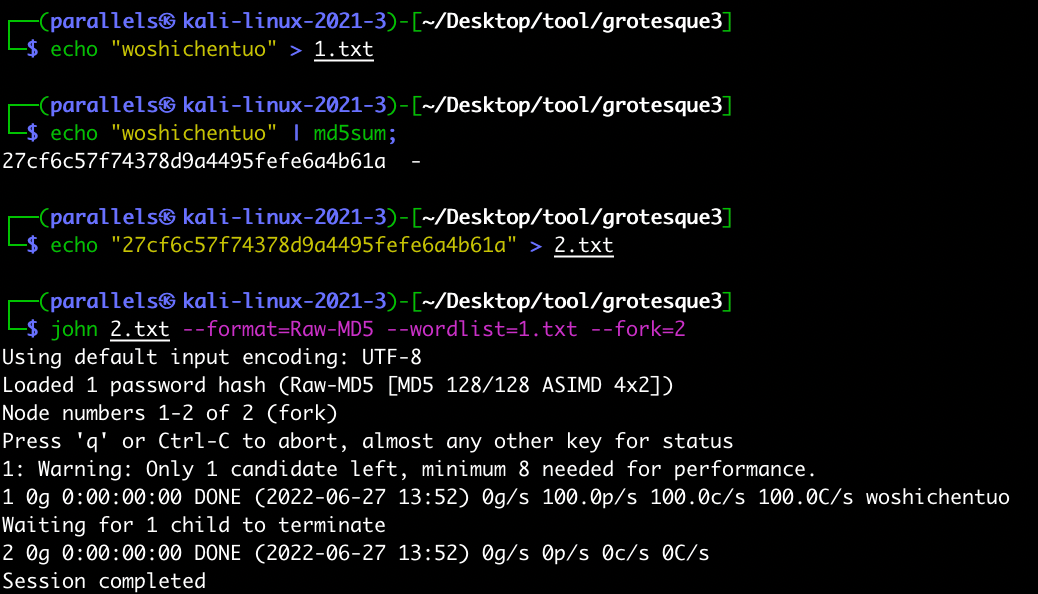 ┌──(parallels㉿kali-linux-2021-3)-[~/Desktop/tool/grotesque3]
└─$ echo "woshichentuo" > 1.txt
┌──(parallels㉿kali-linux-2021-3)-[~/Desktop/tool/grotesque3]
└─$ echo "woshichentuo" | md5sum;
27cf6c57f74378d9a4495fefe6a4b61a  -
┌──(parallels㉿kali-linux-2021-3)-[~/Desktop/tool/grotesque3]
└─$ echo "27cf6c57f74378d9a4495fefe6a4b61a" > 2.txt
┌──(parallels㉿kali-linux-2021-3)-[~/Desktop/tool/grotesque3]
└─$ john 2.txt --format=Raw-MD5 --wordlist=1.txt --fork=2
Using default input encoding: UTF-8
Loaded 1 password hash (Raw-MD5 [MD5 128/128 ASIMD 4x2])
Node numbers 1-2 of 2 (fork)
Press 'q' or Ctrl-C to abort, almost any other key for status
1: Warning: Only 1 candidate left, minimum 8 needed for performance.
1 0g 0:00:00:00 DONE (2022-06-27 13:52) 0g/s 100.0p/s 100.0c/s 100.0C/s woshichentuo
Waiting for 1 child to terminate
2 0g 0:00:00:00 DONE (2022-06-27 13:52) 0g/s 0p/s 0c/s 0C/s
Session completed